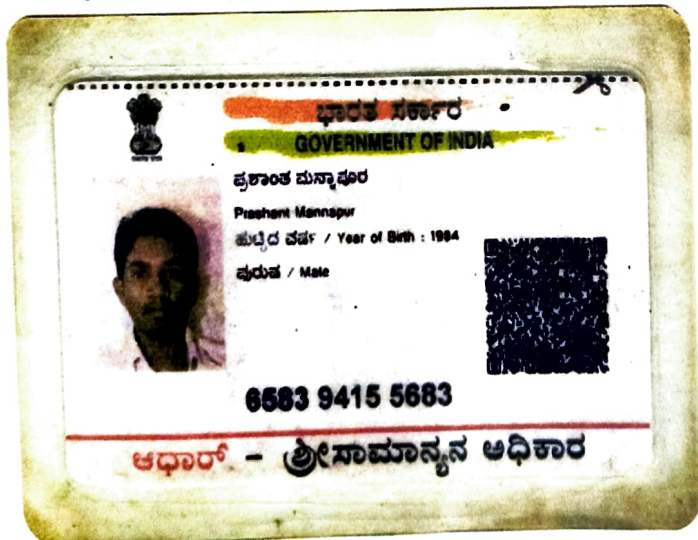 ಭಾರತ ಸರ್ಕಾರ
GOVERNMENT OF INDIA
ಪ್ರಶಾಂತ ಮನ್ನಾಪೂರ
Prashant Mannapur
ಹುಟ್ಟಿದ ವರ್ಷ / Year of Birth : 1984
ಪುರುಷ / Male
6583 9415 5683
ಆಧಾರ್ - ಶ್ರೀಸಾಮಾನ್ಯನ ಅಧಿಕಾರ